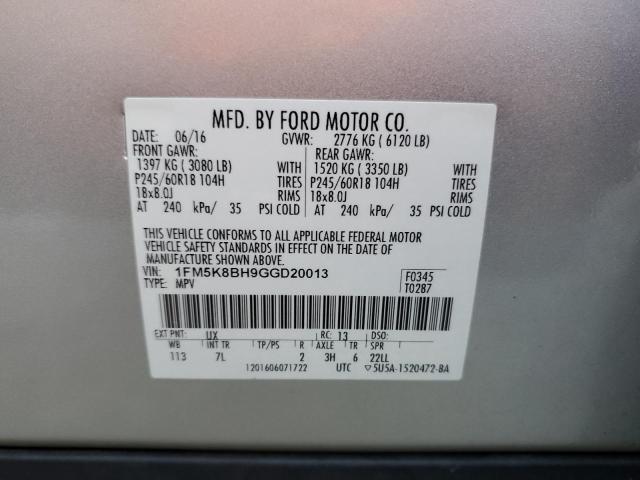 MFD. BY FORD MOTOR CO.
DATE: 06/16 GVWR: 2776 KG ( 6120 LB)
FRONT GAWR: REAR GAWR:
1397 KG ( 3080 LB) WITH 1520 KG ( 3350 LB) WITH
P245/60R18 104H TIRES P245/60R18 104H TIRES
18x8.0J RIMS 18x8.0J RIMS
AT 240 kPa/ 35 PSI COLD AT 240 kPa/ 35 PSI COLD
THIS VEHICLE CONFORMS TO ALL APPLICABLE FEDERAL MOTOR
VEHICLE SAFETY STANDARDS IN EFFECT ON THE DATE OF
MANUFACTURE SHOWN ABOVE.
VIN: 1FM5K8BH9GGD20013 F0345
TYPE: MPV T0287
EXT PNT: UX RC: 13 DSO:
WB INT TR TP/PS R AXLE TR SPR
113 7L 2 3H 6 22LL
1201606071722 UTC ▽5U5A-1520472-BA